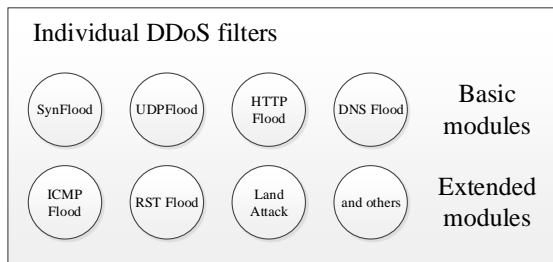 Individual DDoS filters
SynFlood
UDPFlood
HTTP
Flood
DNS Flood
Basic
modules
ICMP
Flood
RST Flood
Land
Attack
and others
Extended
modules